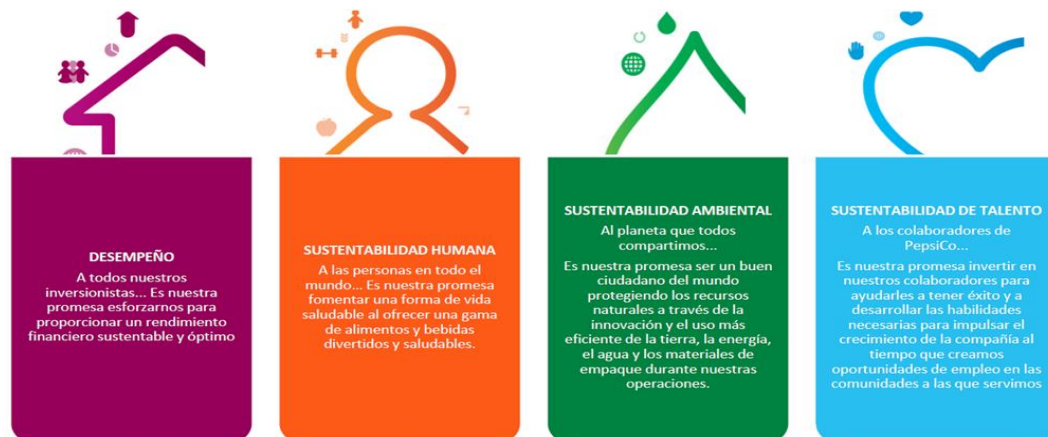 DESEMPEÑO
A todos nuestros
inversionistas... Es nuestra
promesa esforzarnos para
proporcionar un rendimiento
financiero sustentable y óptimo
SUSTENTABILIDAD HUMANA
A las personas en todo el
mundo... Es nuestra promesa
fomentar una forma de vida
saludable al ofrecer una gama
de alimentos y bebidas
divertidos y saludables.
SUSTENTABILIDAD AMBIENTAL
Al planeta que todos
compartimos...
Es nuestra promesa ser un buen
ciudadano del mundo
protegiendo los recursos
naturales a través de la
innovación y el uso más
eficiente de la tierra, la energía,
el agua y los materiales de
empaque durante nuestras
operaciones.
SUSTENTABILIDAD DE TALENTO
A los colaboradores de
PepsiCo...
Es nuestra promesa invertir en
nuestros colaboradores para
ayudarles a tener éxito y a
desarrollar las habilidades
necesarias para impulsar el
crecimiento de la compañía al
tiempo que creamos
oportunidades de empleo en las
comunidades a las que servimos